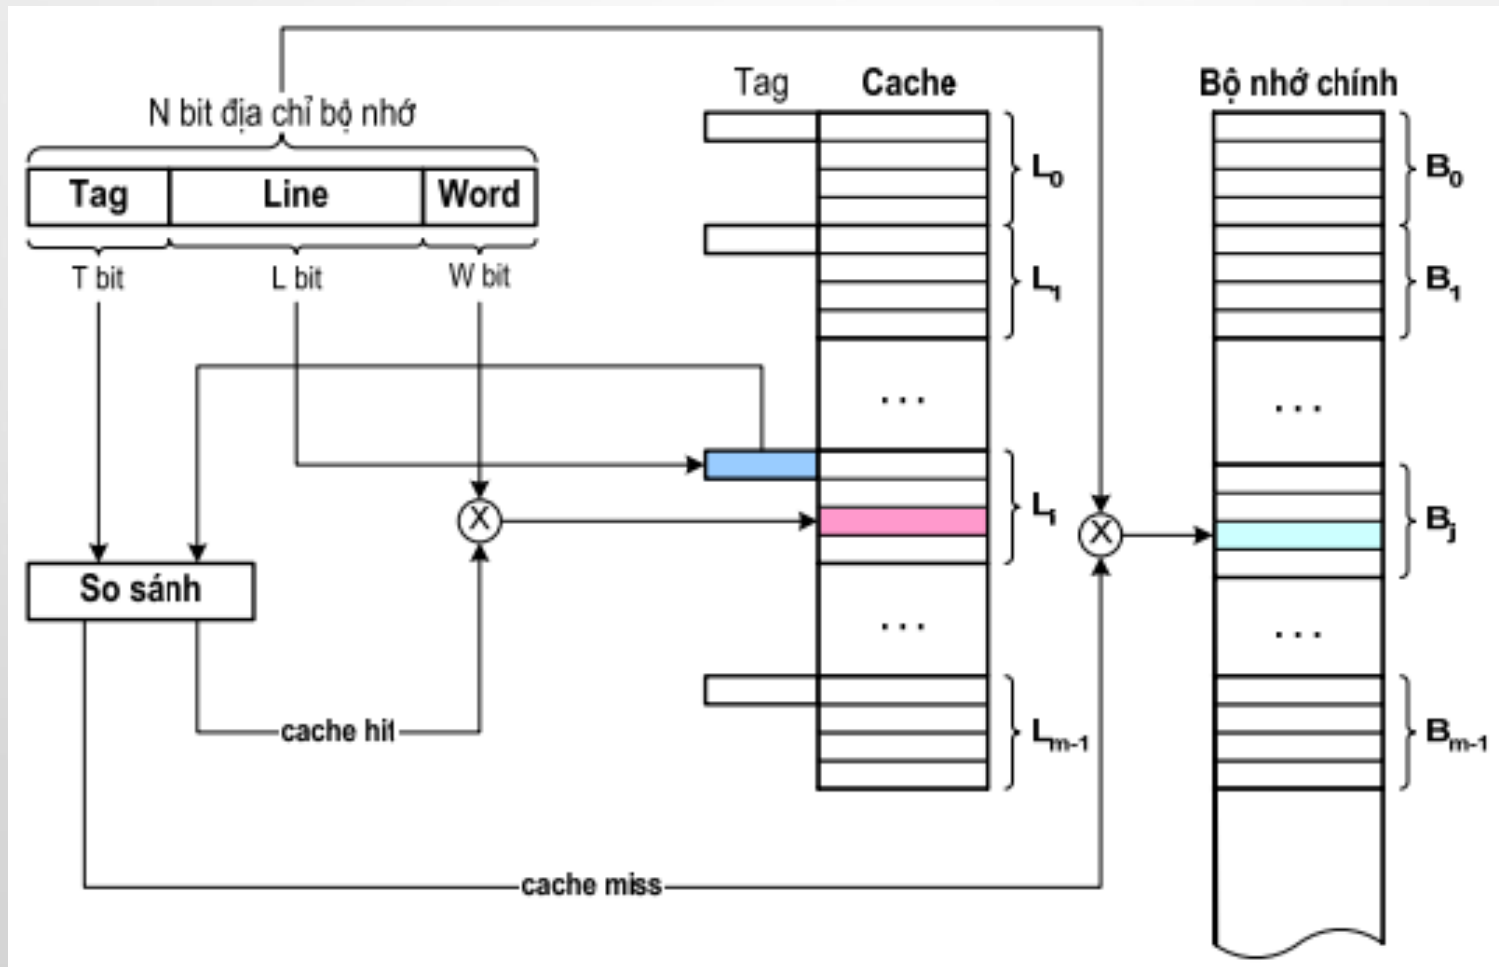 N bit địa chỉ bộ nhớ
Tag Line Word
T bit L bit W bit
So sánh
cache hit
cache miss
X
Tag Cache
L0
L1
...
Li
...
Lm-1
X
Bộ nhớ chính
B0
B1
...
Bj
...
Bm-1